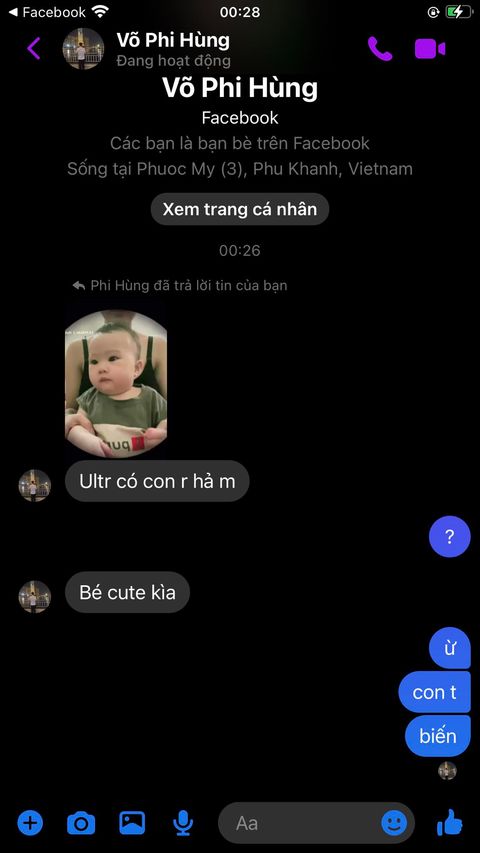 Facebook
00:28
Võ Phi Hùng
Đang hoạt động
Võ Phi Hùng
Facebook
Các bạn là bạn bè trên Facebook
Sống tại Phuoc My (3), Phu Khanh, Vietnam
Xem trang cá nhân
00:26
Phi Hùng đã trả lời tin của bạn
Ultr có con r hả m
?
Bé cute kìa
ừ
con t
biến
Aa